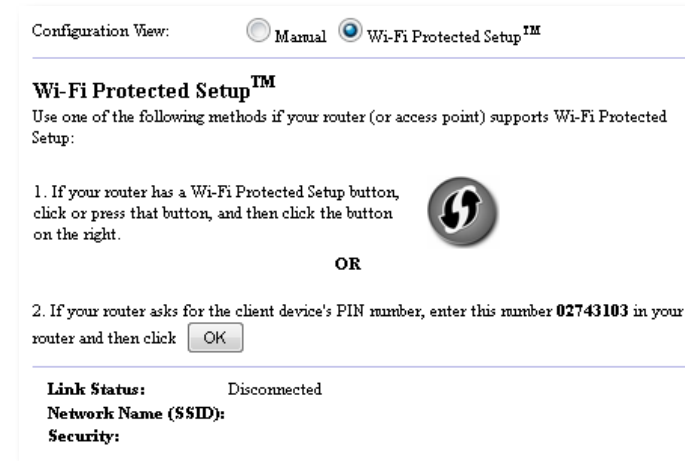 Configuration View: Manual Wi-Fi Protected Setup™
Wi-Fi Protected Setup™
Use one of the following methods if your router (or access point) supports Wi-Fi Protected
Setup:
1. If your router has a Wi-Fi Protected Setup button,
click or press that button, and then click the button
on the right.
OR
2. If your router asks for the client device's PIN number, enter this number 02743103 in your
router and then click OK
Link Status: Disconnected
Network Name (SSID):
Security: